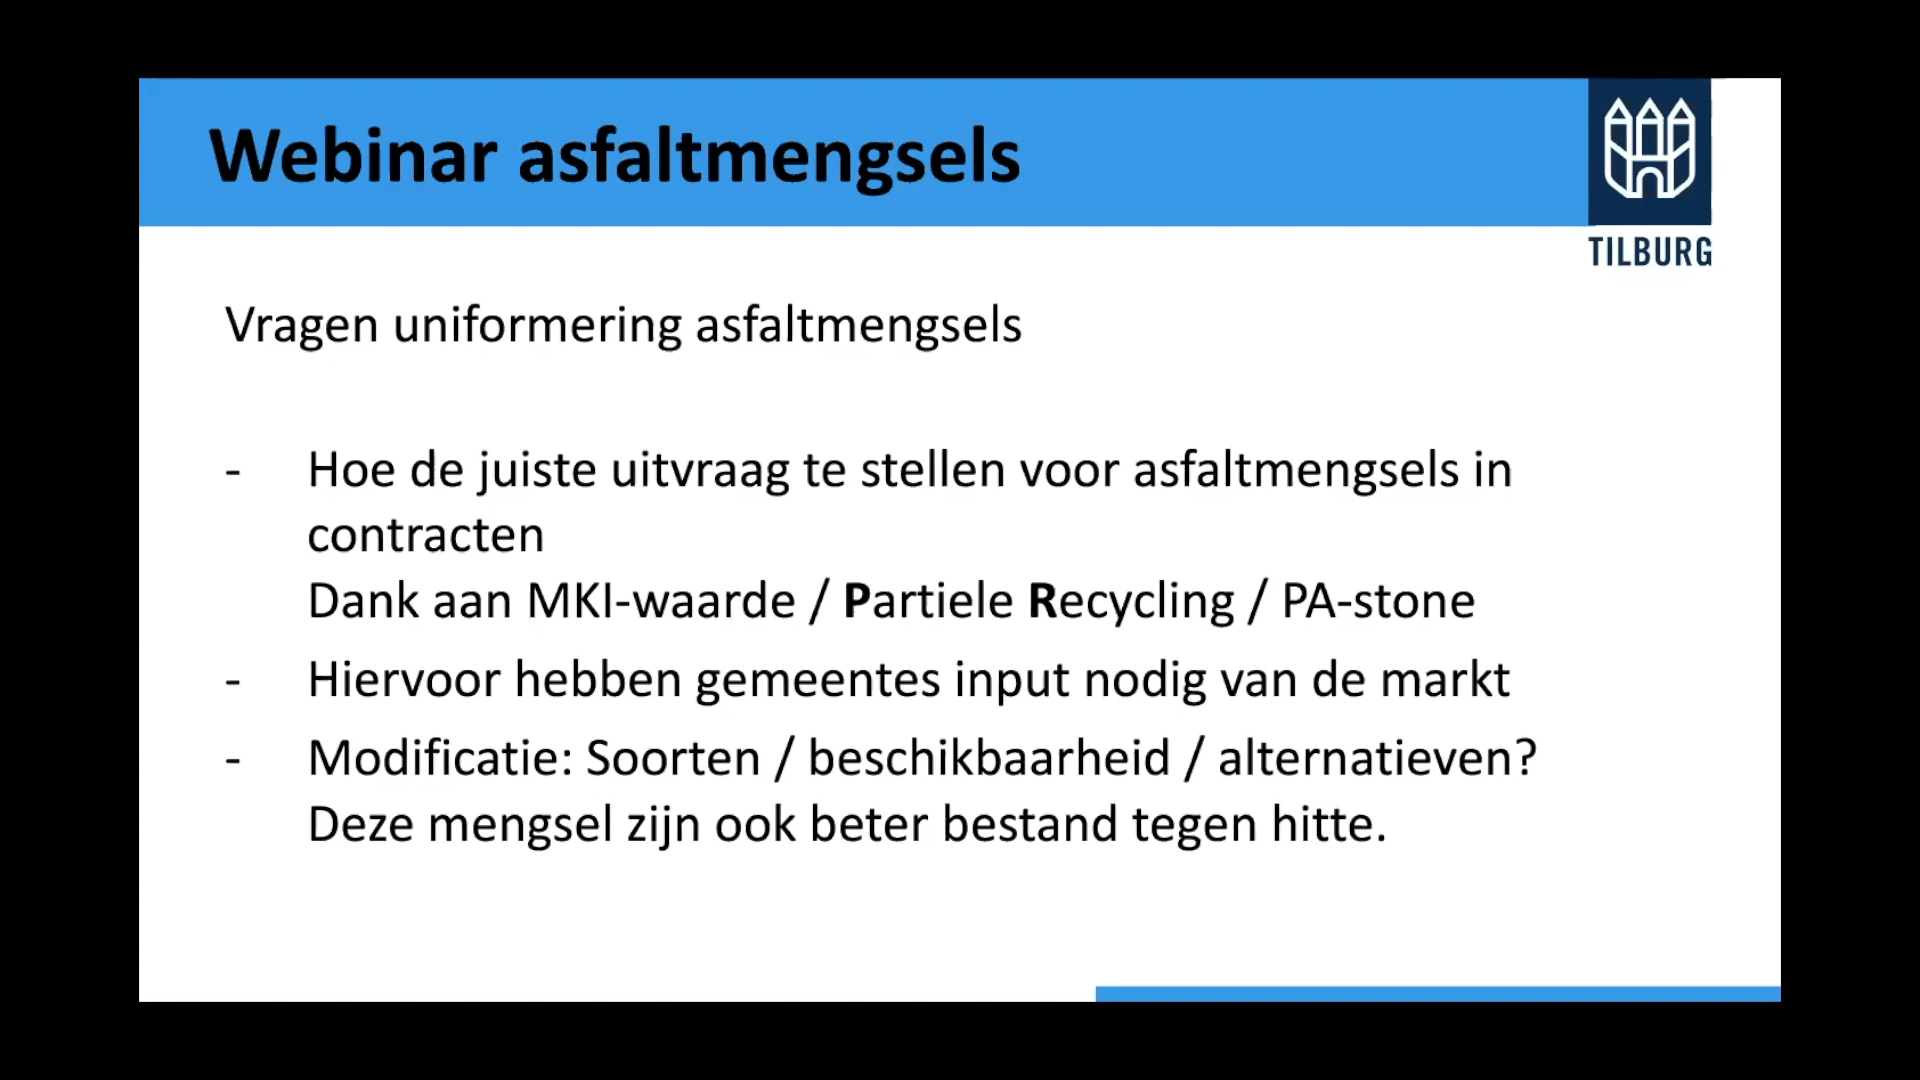 Webinar asfaltmengsels
TILBURG
Vragen uniformering asfaltmengsels
- Hoe de juiste uitvraag te stellen voor asfaltmengsels in
contracten
Dank aan MKI-waarde / Partiele Recycling / PA-stone
- Hiervoor hebben gemeentes input nodig van de markt
- Modificatie: Soorten / beschikbaarheid / alternatieven?
Deze mengsel zijn ook beter bestand tegen hitte.